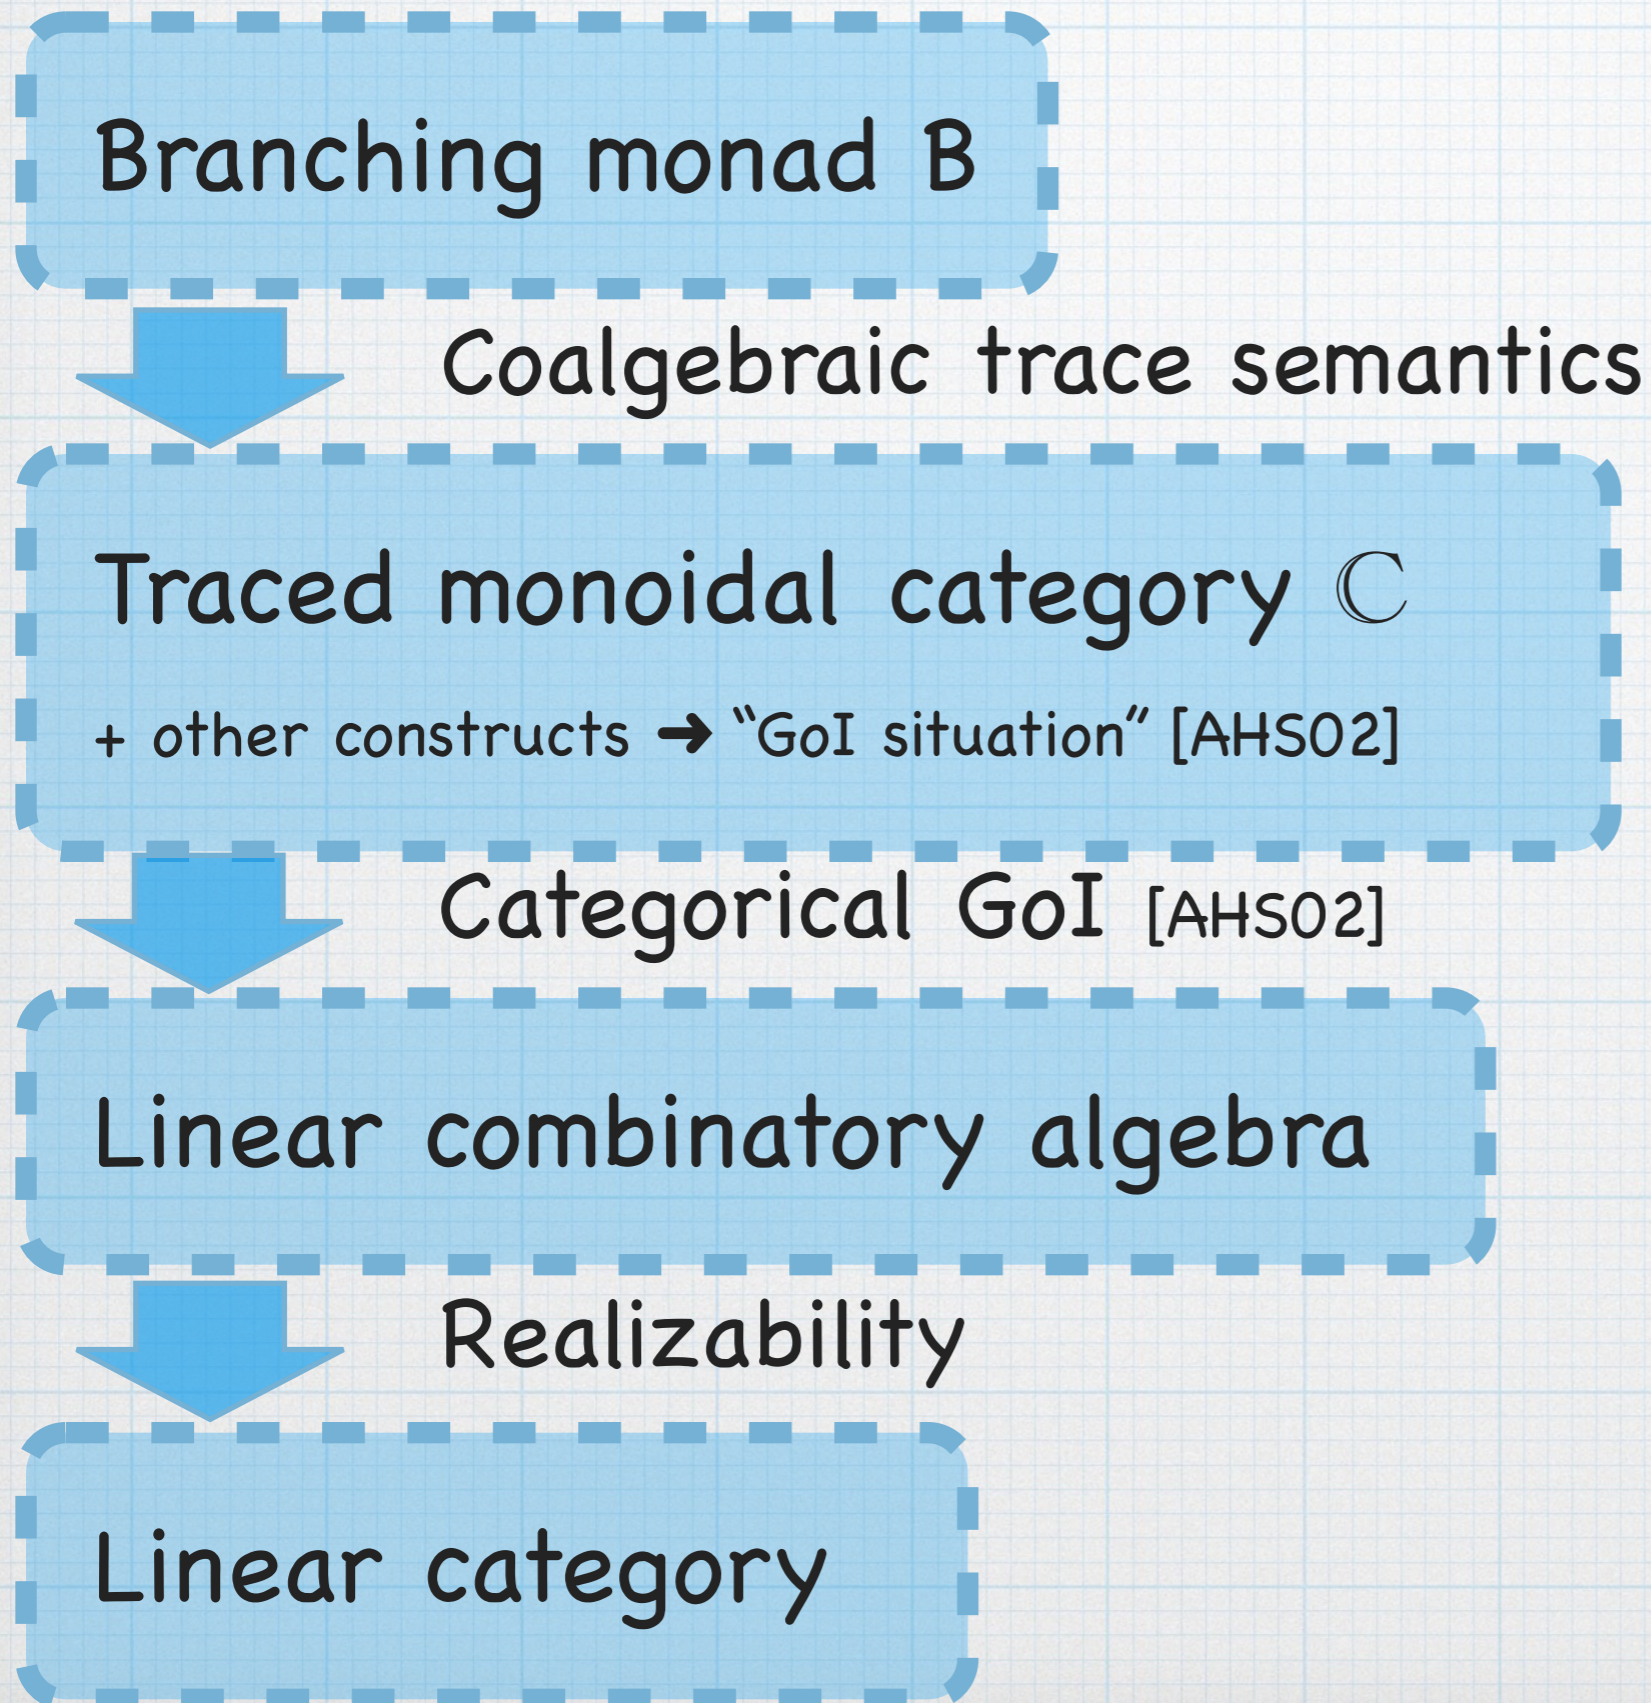 Branching monad B
Coalgebraic trace semantics
Traced monoidal category ℂ
+ other constructs ➜ “GoI situation” [AHS02]
Categorical GoI [AHS02]
Linear combinatory algebra
Realizability
Linear category